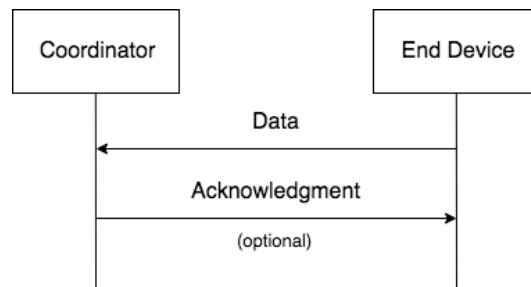 Coordinator
End Device
Data
Acknowledgment
(optional)